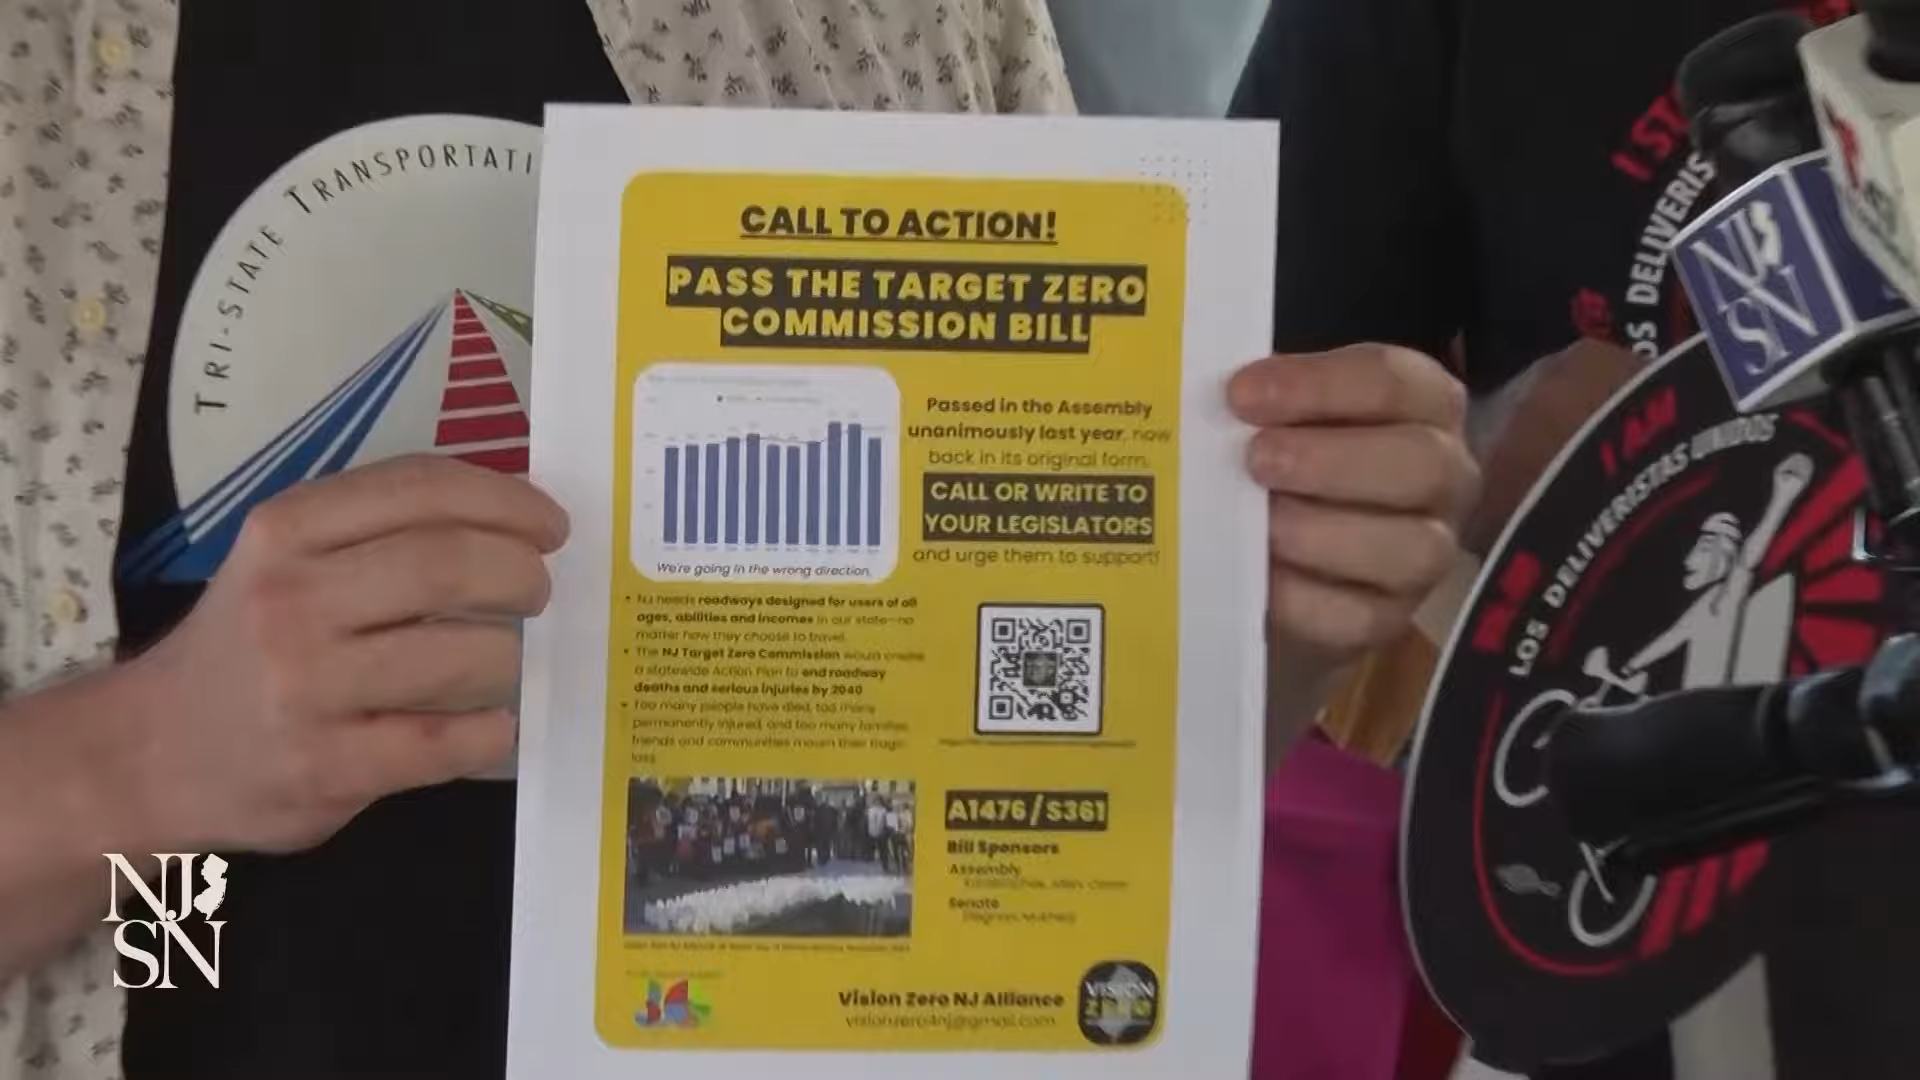 TRI-STATE TRANSPORTATI
CALL TO ACTION!
PASS THE TARGET ZERO
COMMISSION BILL
We're going in the wrong direction.
Passed in the Assembly
unanimously last year, now
back in its original form.
CALL OR WRITE TO
YOUR LEGISLATORS
and urge them to support!
• NJ needs roadways designed for users of all
ages, abilities and incomes in our state—no
matter how they choose to travel.
• The NJ Target Zero Commission would create
a statewide Action Plan to end roadway
deaths and serious injuries by 2040
• Too many people have died, too many
permanently injured, and too many families,
friends and communities mourn their tragic
loss.
A1476/S361
Bill Sponsors
Assembly
Senate
Vision Zero NJ Alliance
visionzero4nj@gmail.com
VISION
ZERO
I ST
OS DELIVERIS
NJ
SN
I AM
LOS DELIVERISTAS UNIDOS
NJ
SN